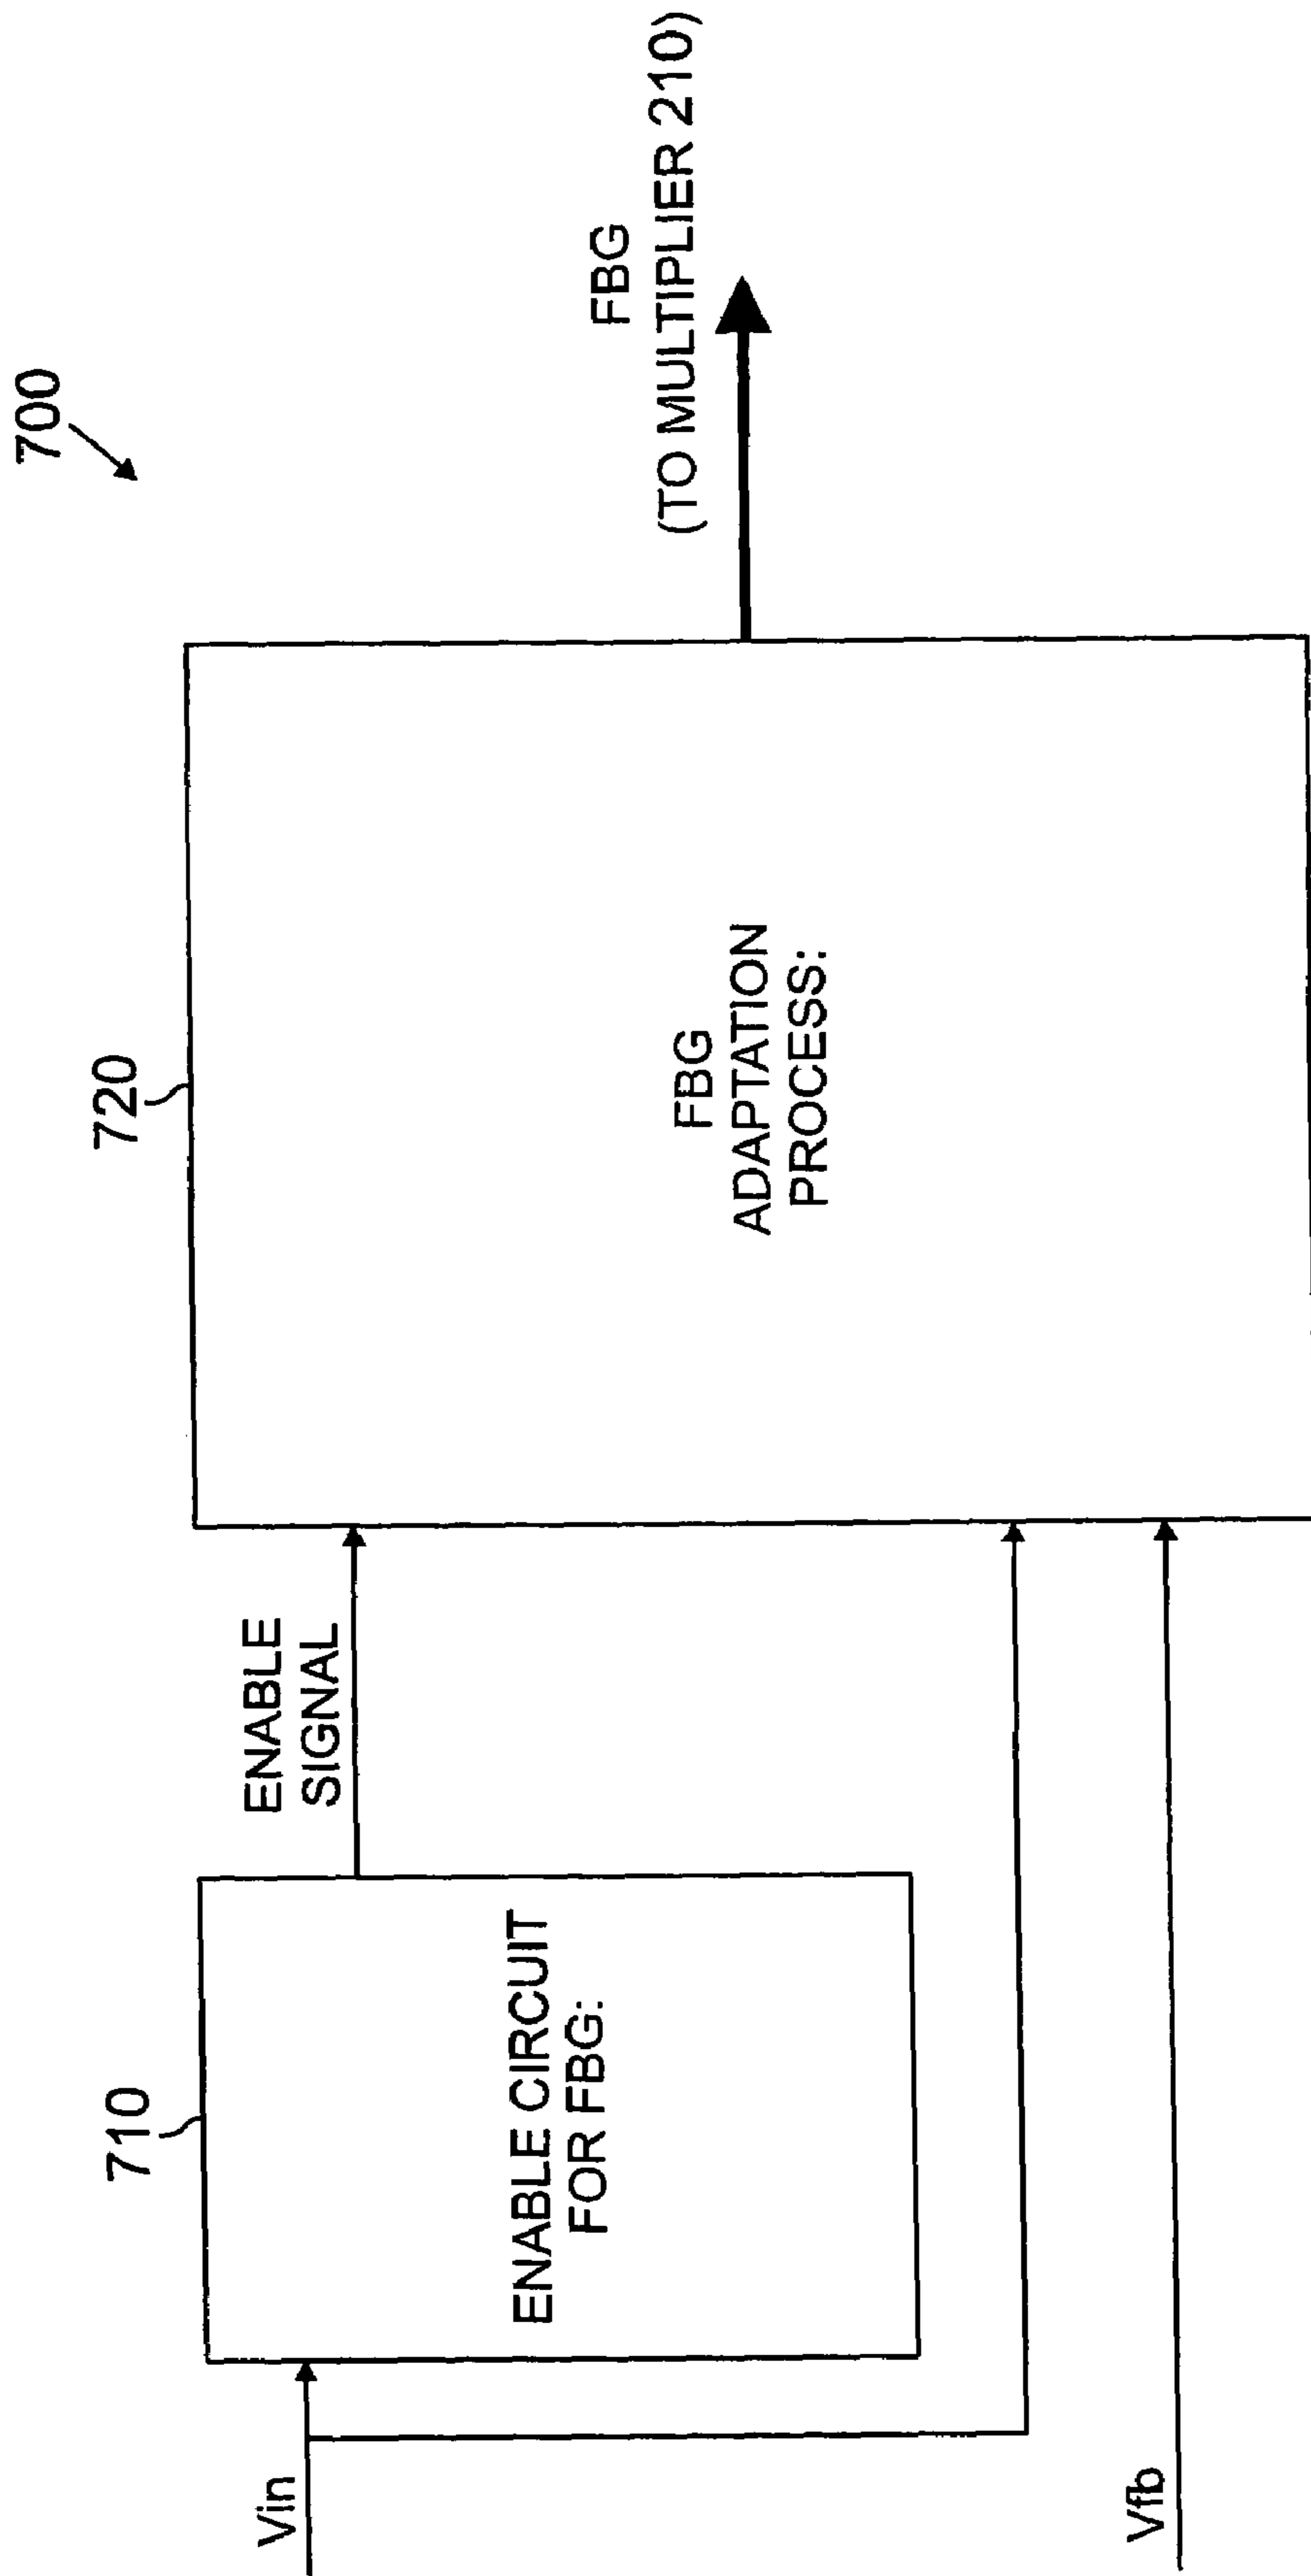 700
720
710
Vin
ENABLE CIRCUIT
FOR FBG:
ENABLE
SIGNAL
FBG
ADAPTATION
PROCESS:
FBG
(TO MULTIPLIER 210)
Vfb